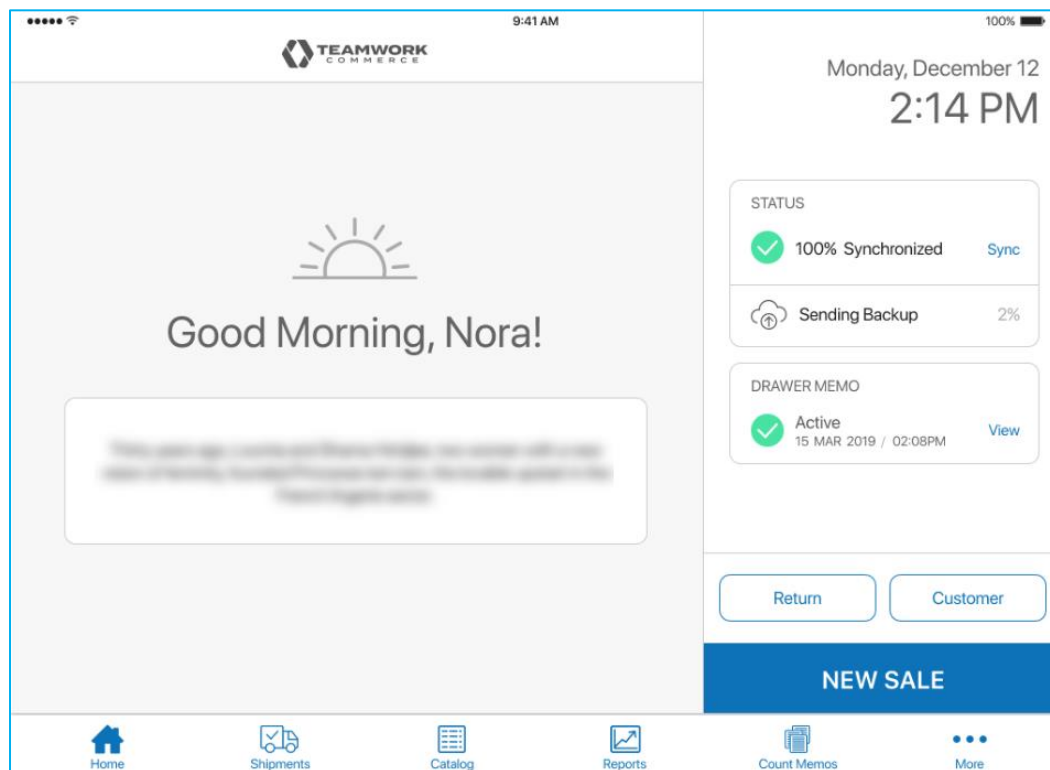 9:41 AM
100%
TEAMWORK
COMMERCE
Monday, December 12
2:14 PM
STATUS
100% Synchronized
Sync
Sending Backup
2%
Good Morning, Nora!
DRAWER MEMO
Active
15 MAR 2019 / 02:08PM
View
Return
Customer
NEW SALE
Home
Shipments
Catalog
Reports
Count Memos
More